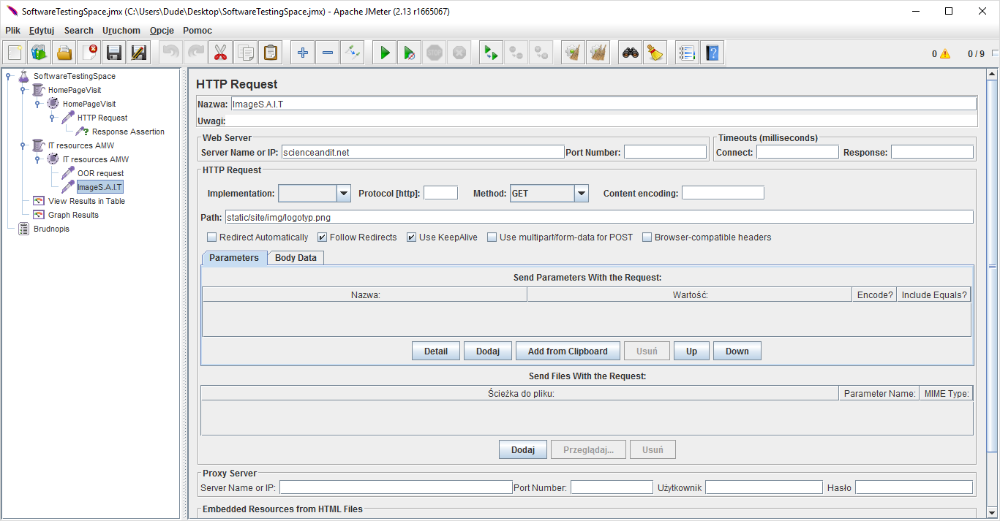 SoftwareTestingSpace.jmx (C:\Users\Dude\Desktop\SoftwareTestingSpace.jmx) - Apache JMeter (2.13 r1665067)
Plik Edytuj Search Uruchom Opcje Pomoc
STOP ? 0 0 / 9
SoftwareTestingSpace
HomePageVisit
HomePageVisit
HTTP Request
Response Assertion
IT resources AMW
IT resources AMW
OOR request
ImageS.A.I.T
View Results in Table
Graph Results
Brudnopis
HTTP Request
Nazwa: ImageS.A.I.T
Uwagi:
Web Server
Server Name or IP: scienceandit.net Port Number:
Timeouts (milliseconds)
Connect: Response:
HTTP Request
Implementation: Protocol [http]: Method: GET Content encoding:
Path: static/site/img/logotyp.png
Redirect Automatically Follow Redirects Use KeepAlive Use multipart/form-data for POST Browser-compatible headers
Parameters Body Data
Send Parameters With the Request:
Nazwa: Wartość: Encode? Include Equals?
Detail Dodaj Add from Clipboard Usuń Up Down
Send Files With the Request:
Ścieżka do pliku: Parameter Name: MIME Type:
Dodaj Przeglądaj... Usuń
Proxy Server
Server Name or IP: Port Number: Użytkownik Hasło
Embedded Resources from HTML Files